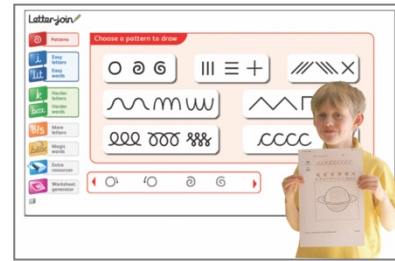 Letter-join
Choose a pattern to draw
Patterns
Easy
letters
Easy
words
Harder
letters
Harder
words
More
letters
Magic
words
Extra
resources
Worksheet
generator